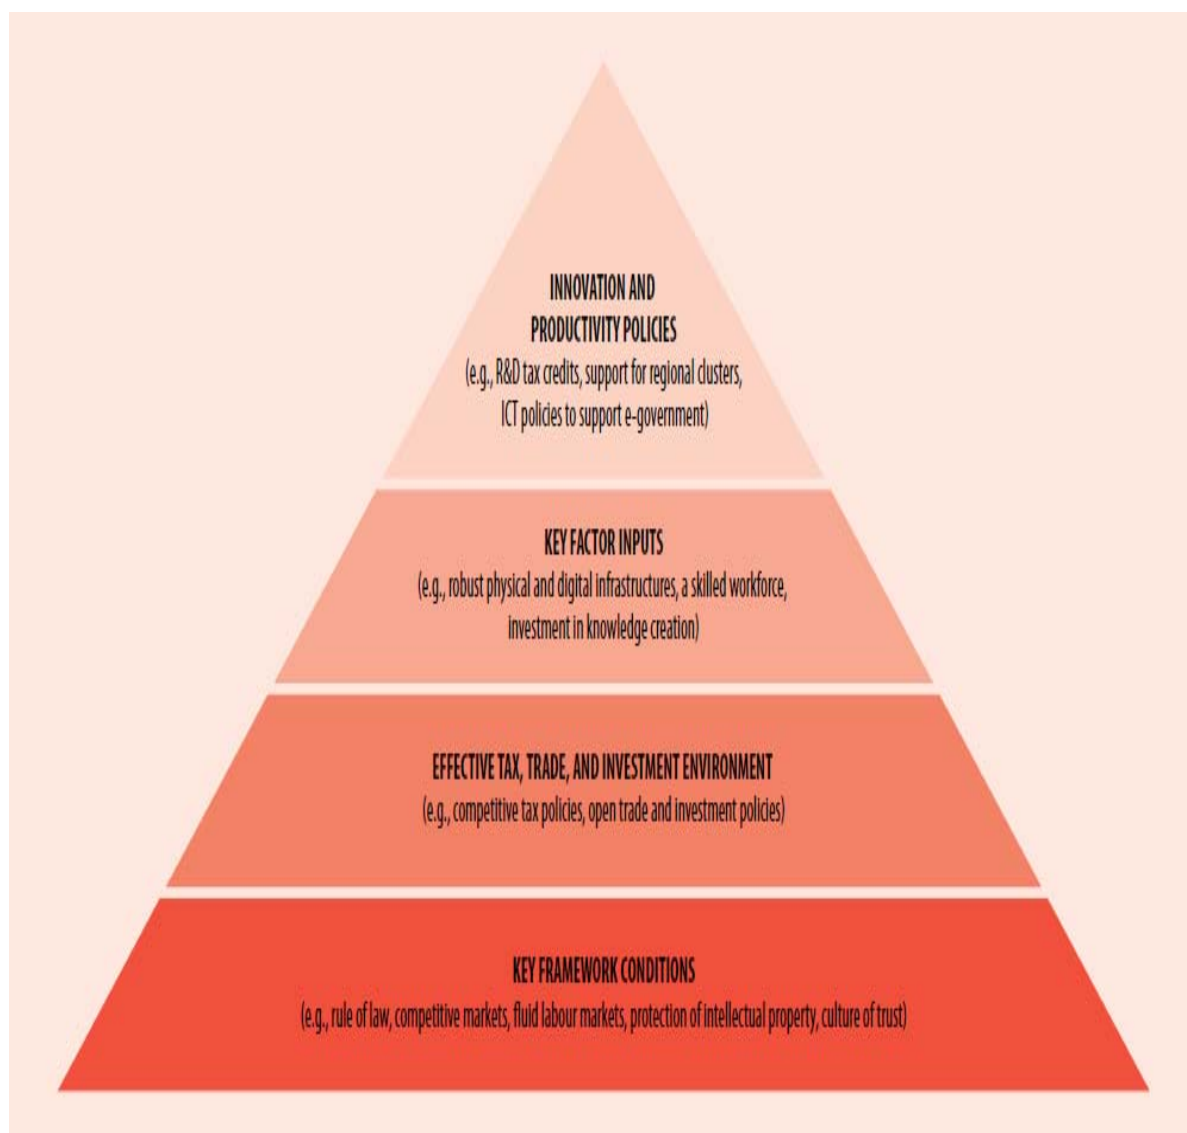 INNOVATION AND
PRODUCTIVITY POLICIES
(e.g., R&D tax credits, support for regional clusters,
ICT policies to support e-government)
KEY FACTOR INPUTS
(e.g., robust physical and digital infrastructures, a skilled workforce,
investment in knowledge creation)
EFFECTIVE TAX, TRADE, AND INVESTMENT ENVIRONMENT
(e.g., competitive tax policies, open trade and investment policies)
KEY FRAMEWORK CONDITIONS
(e.g., rule of law, competitive markets, fluid labour markets, protection of intellectual property, culture of trust)